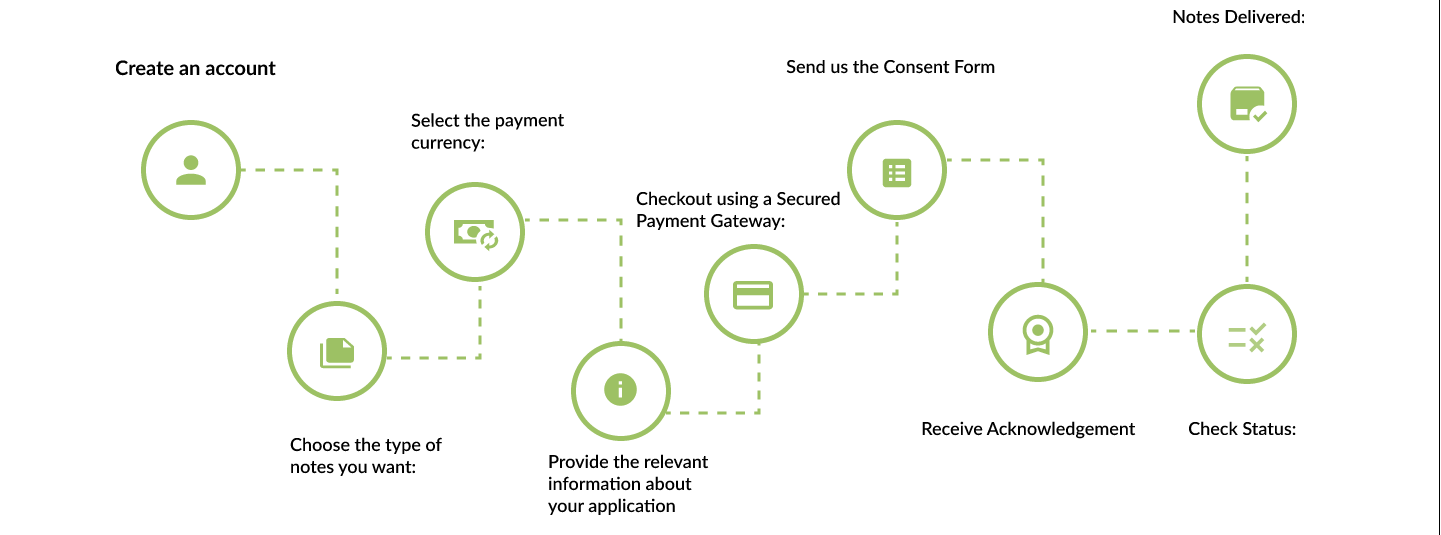 Create an account
Choose the type of
notes you want:
Select the payment
currency:
Provide the relevant
information about
your application
Checkout using a Secured
Payment Gateway:
Send us the Consent Form
Receive Acknowledgement
Check Status:
Notes Delivered: